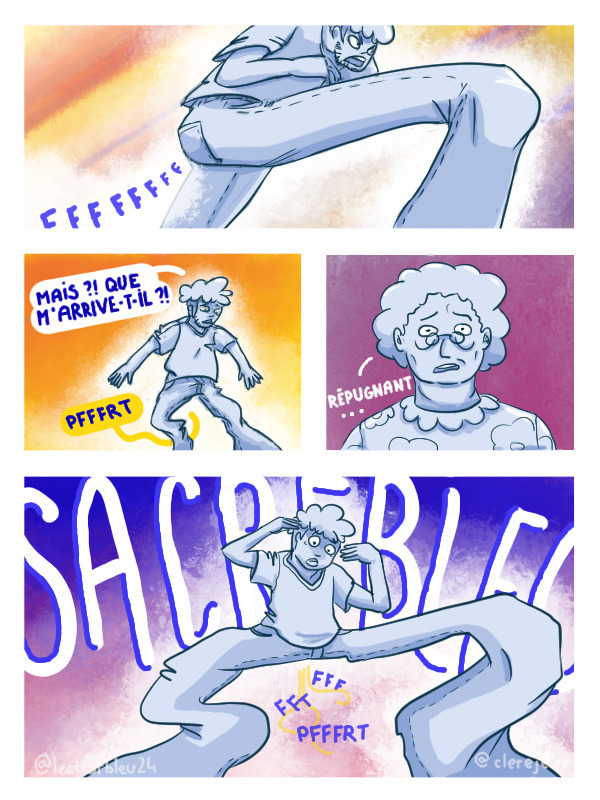 FFFFFFFF
MAIS ?! QUE
M'ARRIVE-T-IL ?!
PFFFRT
RÉPUGNANT
...
SACREBLEU
FFF
FFT
PFFFRT